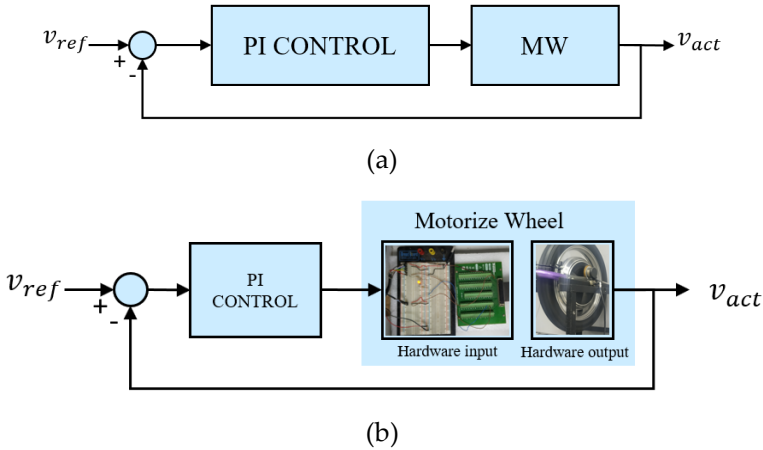 v_ref + - PI CONTROL MW v_act
(a)
Motorize Wheel
v_ref + - PI v_act
CONTROL
Hardware input Hardware output
(b)